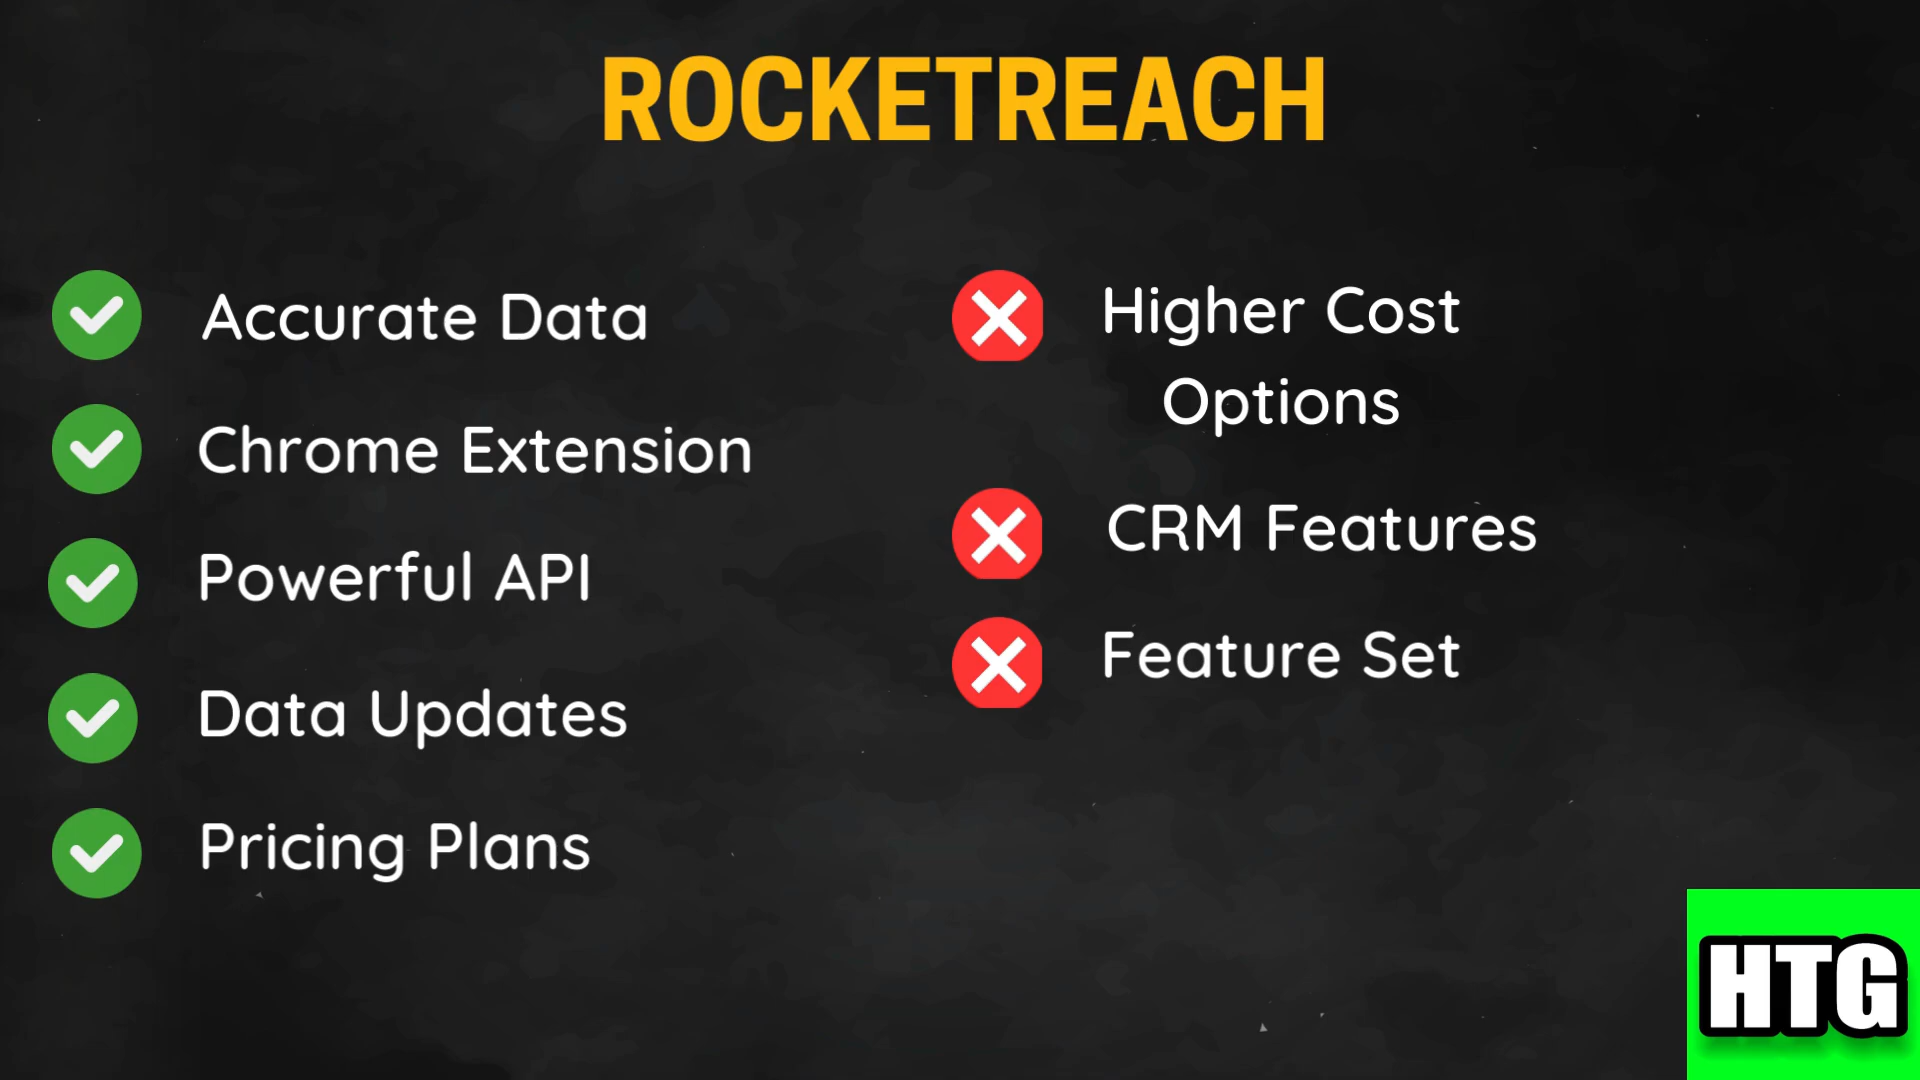 ROCKETREACH
Accurate Data
Chrome Extension
Powerful API
Data Updates
Pricing Plans
Higher Cost
Options
CRM Features
Feature Set
HTG